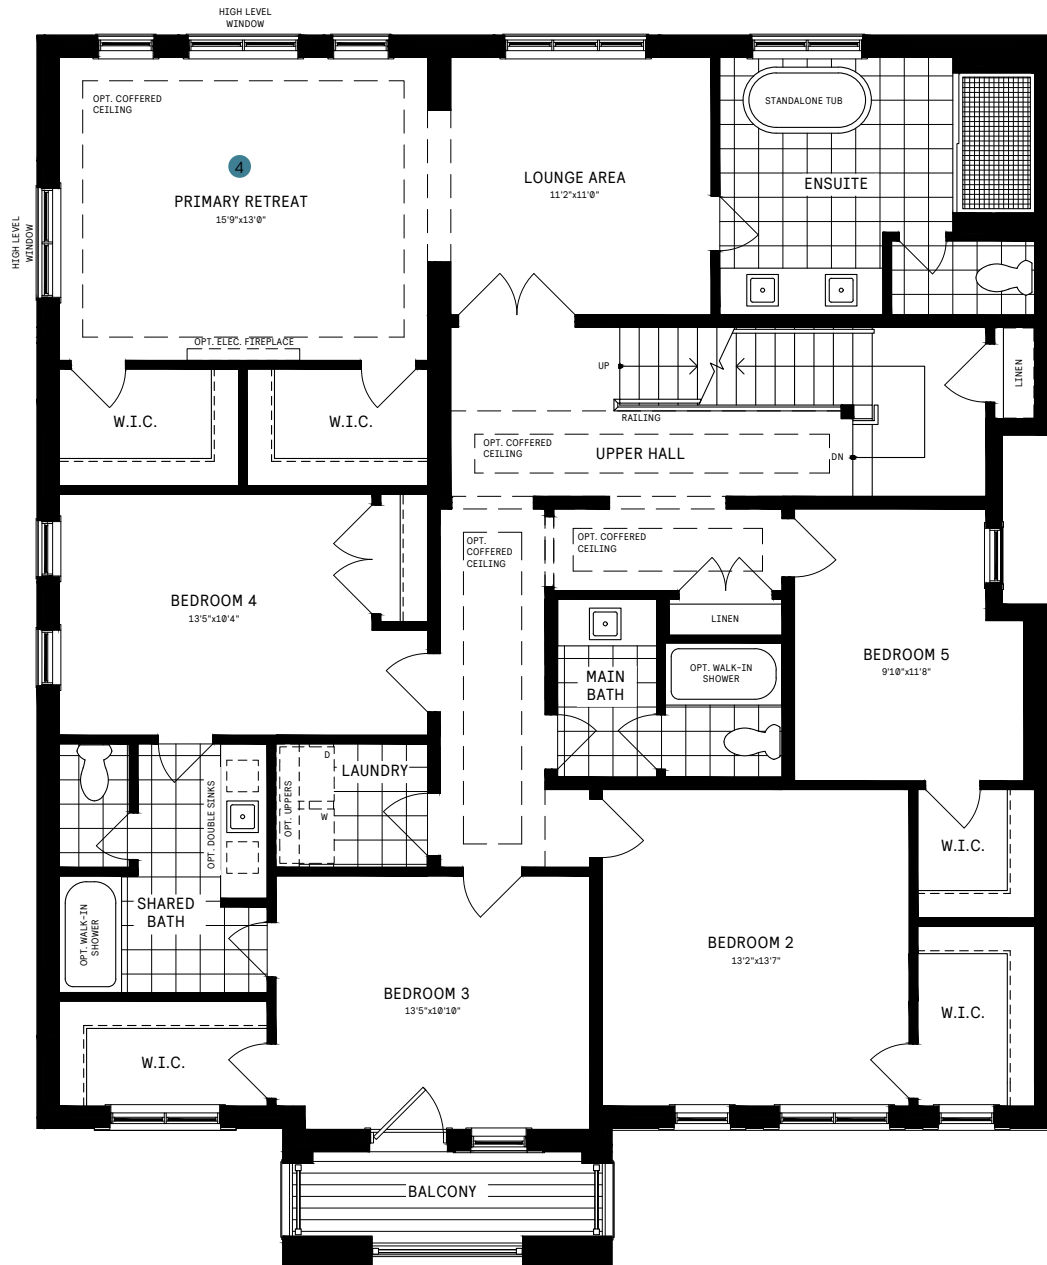 HIGH LEVEL
WINDOW
OPT. COFFERED
CEILING
4
PRIMARY RETREAT
15'9"x13'0"
HIGH LEVEL
WINDOW
OPT. ELEC. FIREPLACE
W.I.C.
W.I.C.
LOUNGE AREA
11'2"x11'0"
STANDALONE TUB
ENSUITE
UP
RAILING
LINEN
OPT. COFFERED
CEILING
UPPER HALL
DN
OPT.
COFFERED
CEILING
OPT. COFFERED
CEILING
BEDROOM 4
13'5"x10'4"
LINEN
MAIN
BATH
OPT. WALK-IN
SHOWER
BEDROOM 5
9'10"x11'8"
D
LAUNDRY
OPT. UPPERS
W
OPT. DOUBLE SINKS
SHARED
BATH
OPT. WALK-IN
SHOWER
W.I.C.
BEDROOM 2
13'2"x13'7"
BEDROOM 3
13'5"x10'10"
W.I.C.
W.I.C.
BALCONY